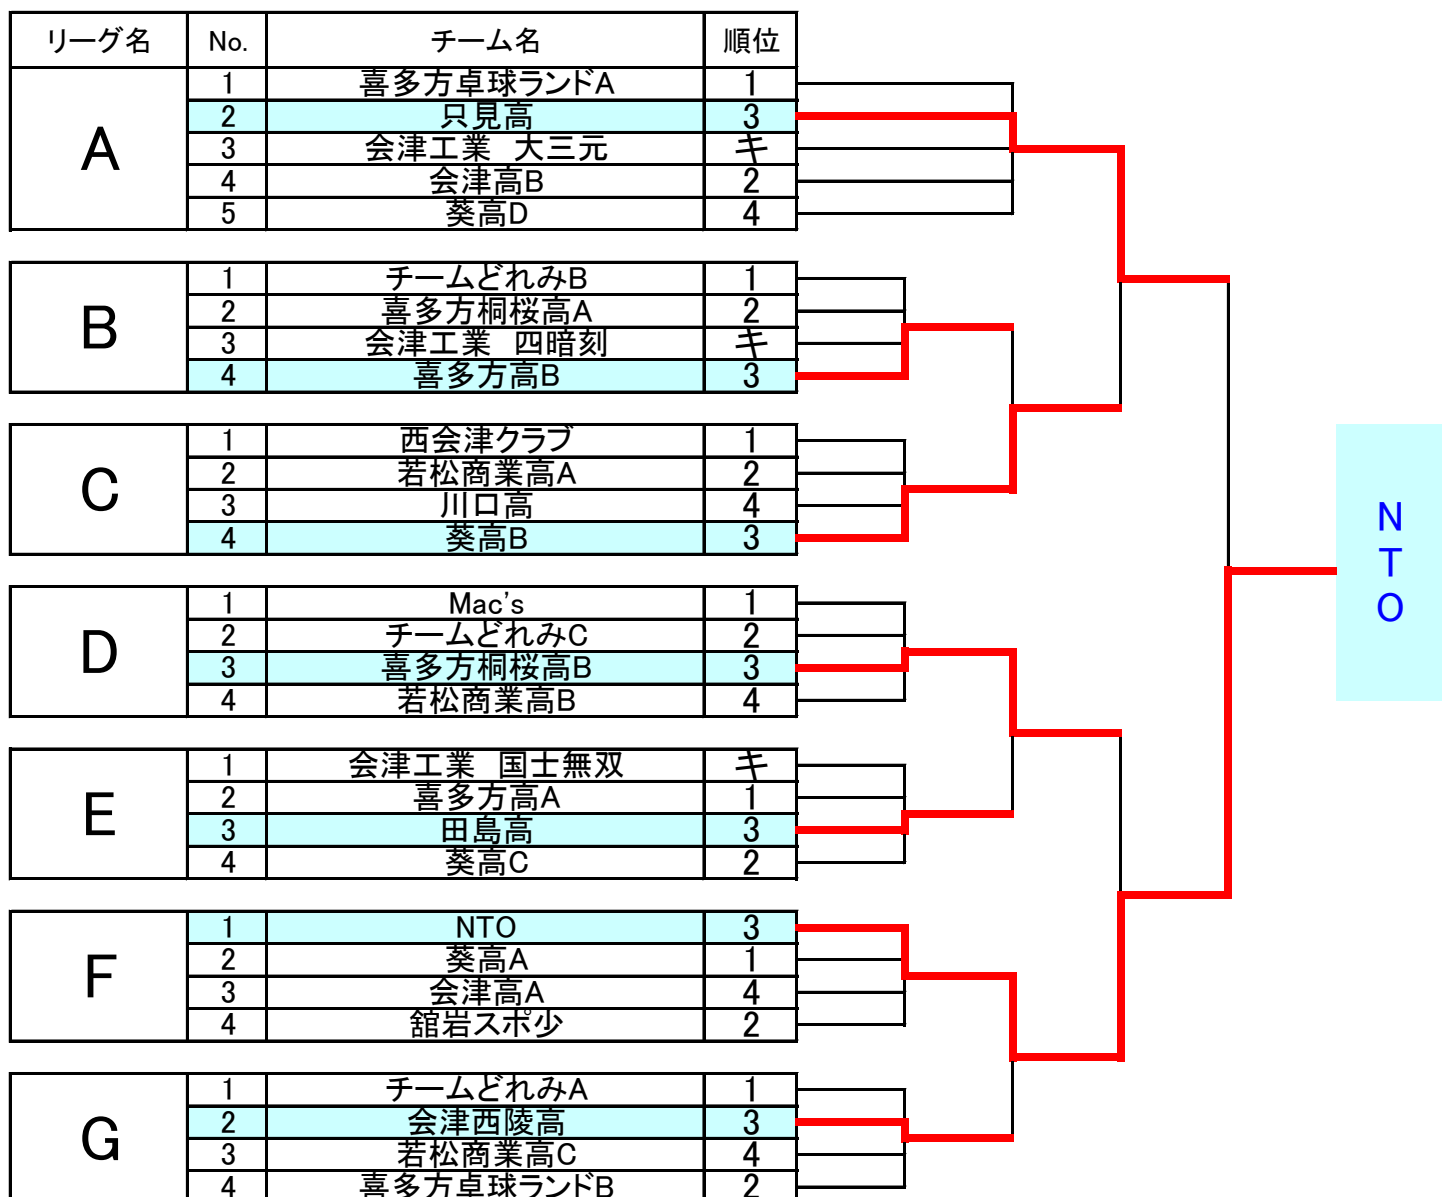 リーグ名 No. チーム名 順位
A
1 喜多方卓球ランドA 1
2 只見高 3
3 会津工業　大三元 キ
4 会津高B 2
5 葵高D 4
B
1 チームどれみB 1
2 喜多方桐桜高A 2
3 会津工業　四暗刻 キ
4 喜多方高B 3
C
1 西会津クラブ 1
2 若松商業高A 2
3 川口高 4
4 葵高B 3
D
1 Mac's 1
2 チームどれみC 2
3 喜多方桐桜高B 3
4 若松商業高B 4
E
1 会津工業　国士無双 キ
2 喜多方高A 1
3 田島高 3
4 葵高C 2
F
1 NTO 3
2 葵高A 1
3 会津高A 4
4 舘岩スポ少 2
G
1 チームどれみA 1
2 会津西陵高 3
3 若松商業高C 4
4 喜多方卓球ランドB 2
NTO